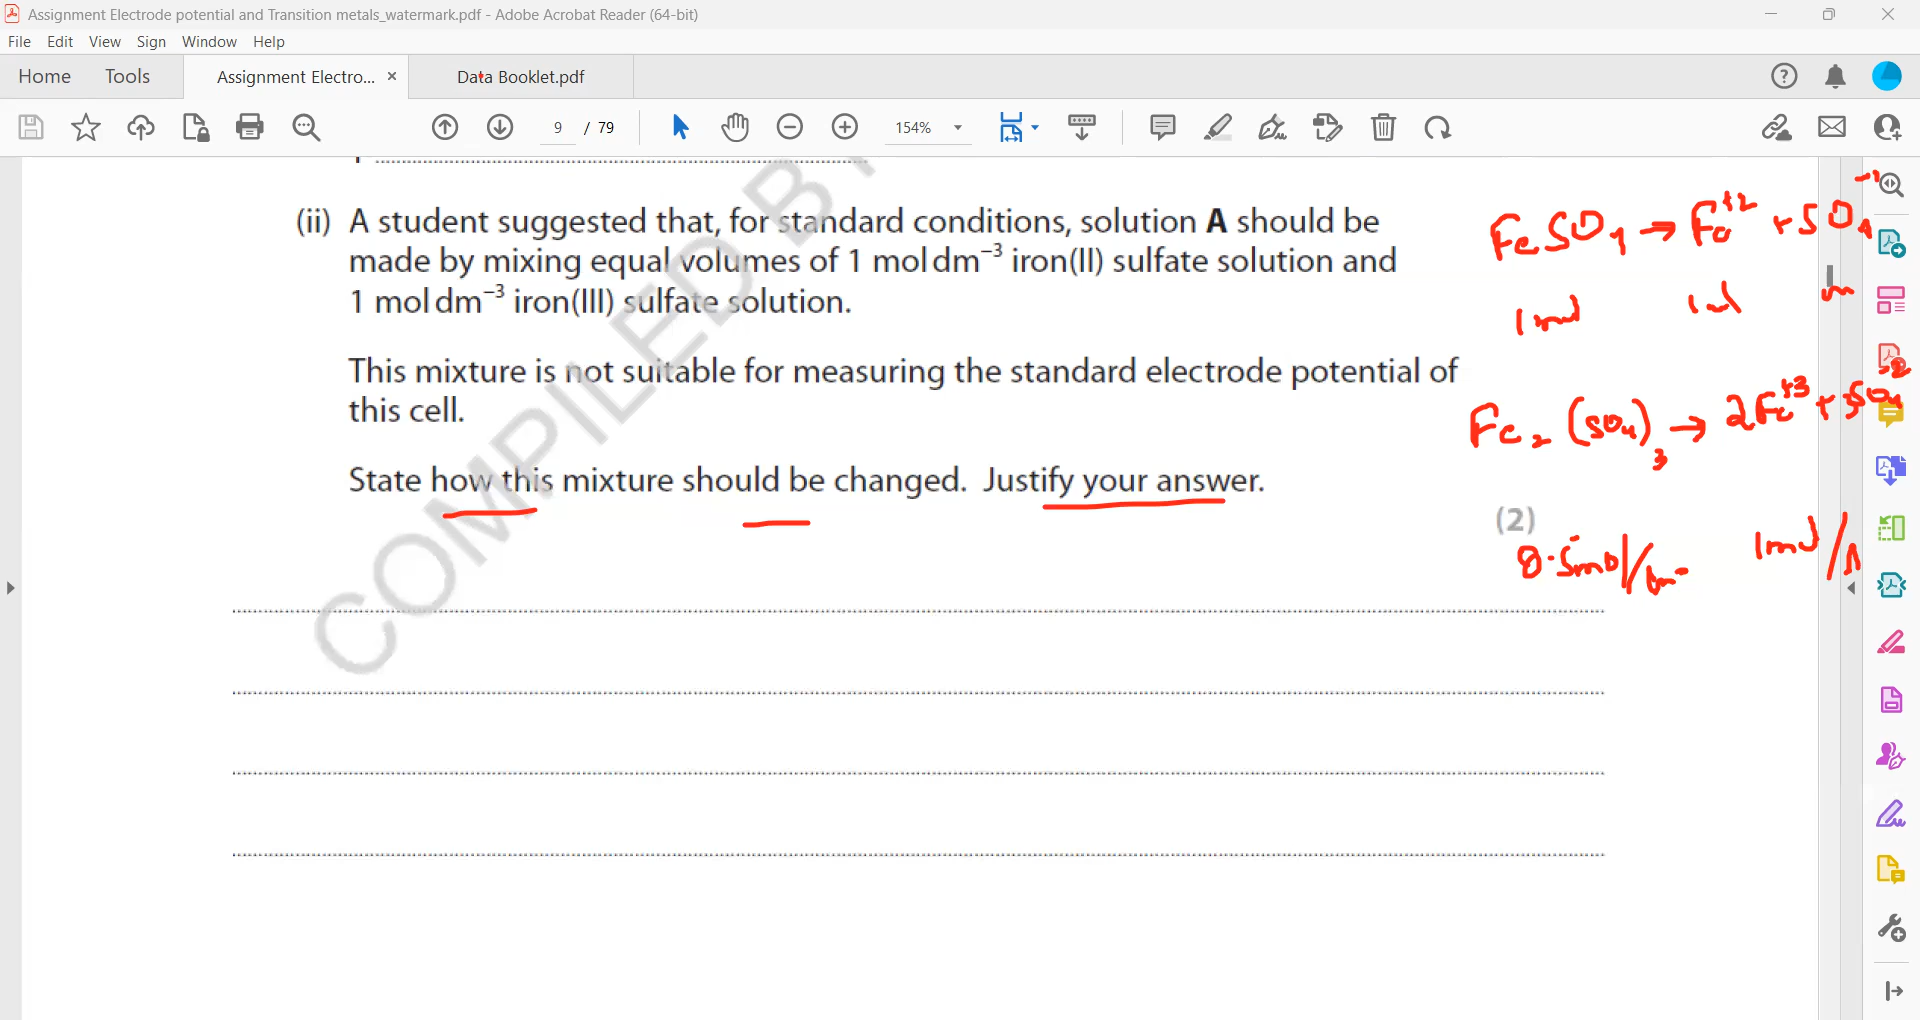 Assignment Electrode potential and Transition metals_watermark.pdf - Adobe Acrobat Reader (64-bit)
File Edit View Sign Window Help
Home Tools Assignment Electro... × Data Booklet.pdf
9 / 79 154%
(ii) A student suggested that, for standard conditions, solution A should be
made by mixing equal volumes of 1 mol dm⁻³ iron(II) sulfate solution and
1 mol dm⁻³ iron(III) sulfate solution.
This mixture is not suitable for measuring the standard electrode potential of
this cell.
State how this mixture should be changed. Justify your answer.
(2)
COMPILED BY
FeSO₄ → Fe⁺² + SO₄
1 mol 1 mol
Fe₂(SO₄)₃ → 2Fe⁺³ + 3SO₄⁻²
0.5mol/dm 1mol/